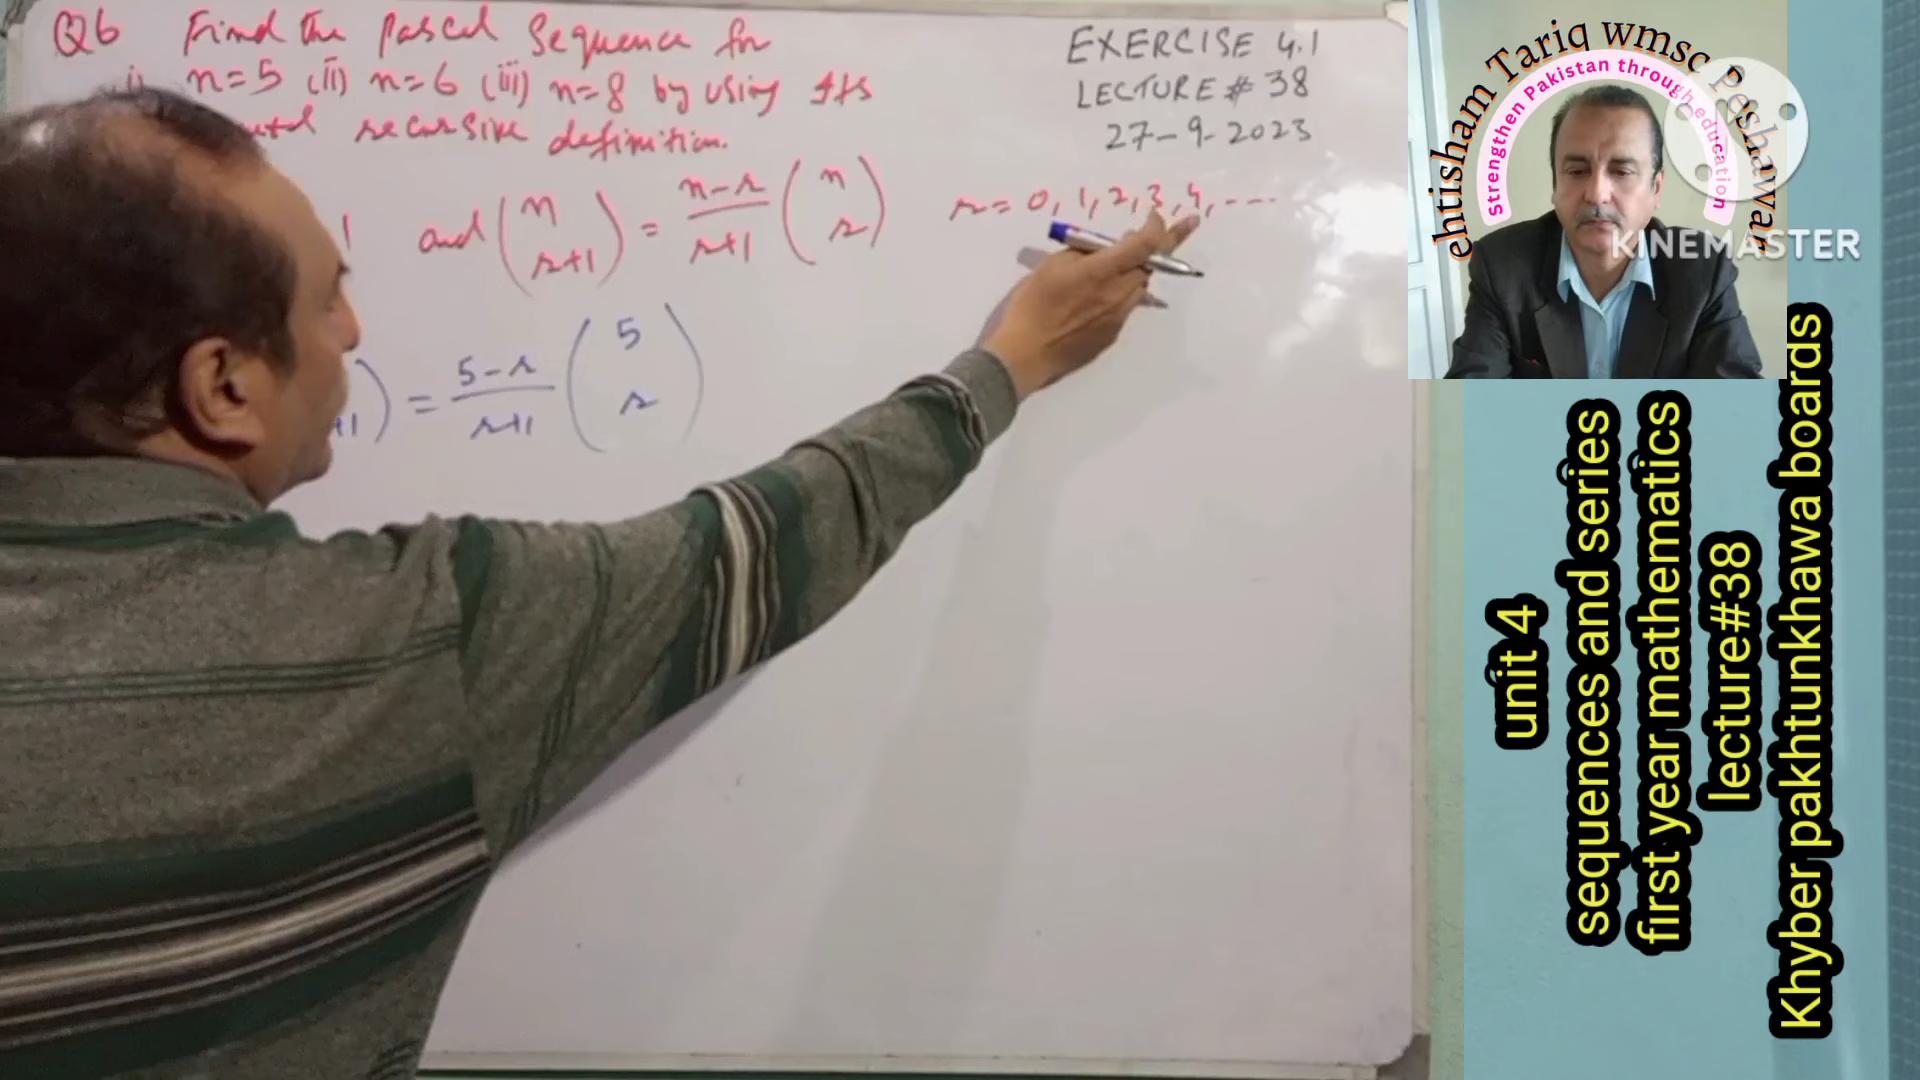 Q6 Find the Pascal Sequence for
i) n=5 (ii) n=6 (iii) n=8 by using its
recursive definition.
1 and (n r+1) = n-r/r+1 (n r) r = 0, 1, 2, 3, 4, ---
+1) = 5-r/r+1 (5 r)
EXERCISE 4.1
LECTURE # 38
27-9-2023
ehtisham Tariq wmsc Peshawar
Strengthen Pakistan through education
KINEMASTER
unit 4
sequences and series
first year mathematics
lecture#38
Khyber pakhtunkhawa boards